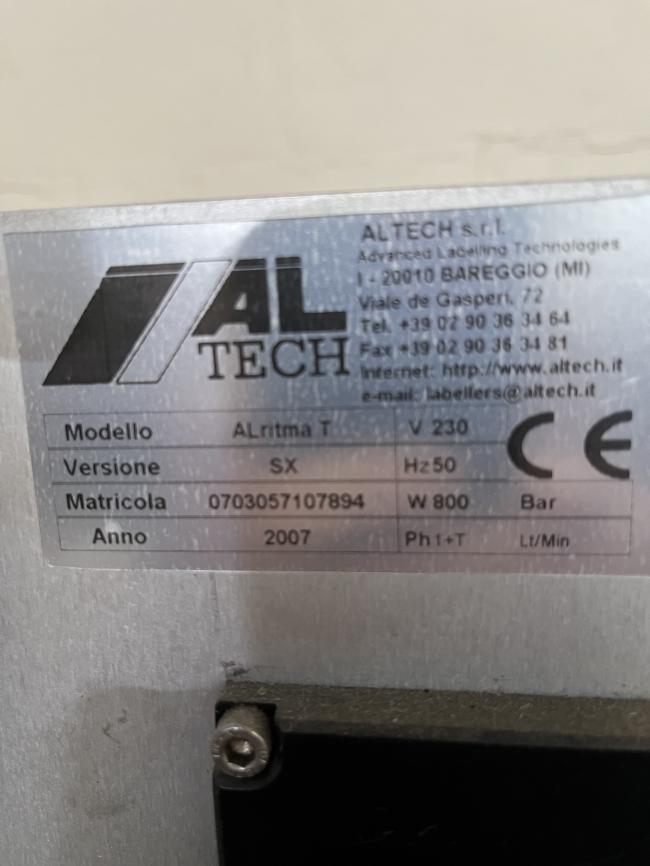 ALTECH s.r.l.
Advanced Labelling Technologies
I - 20010 BAREGGIO (MI)
Viale de Gasperi, 72
Tel. +39 02 90 36 34 64
Fax +39 02 90 36 34 81
Internet: http://www.altech.it
e-mail: labellers@altech.it
AL
TECH
Modello ALritma T V 230
Versione SX Hz 50
Matricola 0703057107894 W 800 Bar
Anno 2007 Ph 1+T Lt/Min
CE